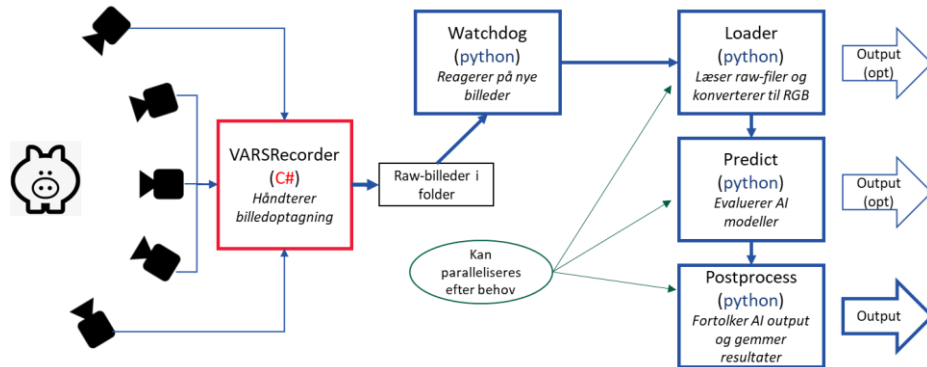 VARSRecorder
(C#)
Håndterer
billedoptagning
Raw-billeder i
folder
Watchdog
(python)
Reagerer på nye
billeder
Loader
(python)
Læser raw-filer og
konverterer til RGB
Output
(opt)
Predict
(python)
Evaluerer AI
modeller
Output
(opt)
Kan
paralleliseres
efter behov
Postprocess
(python)
Fortolker AI output
og gemmer
resultater
Output